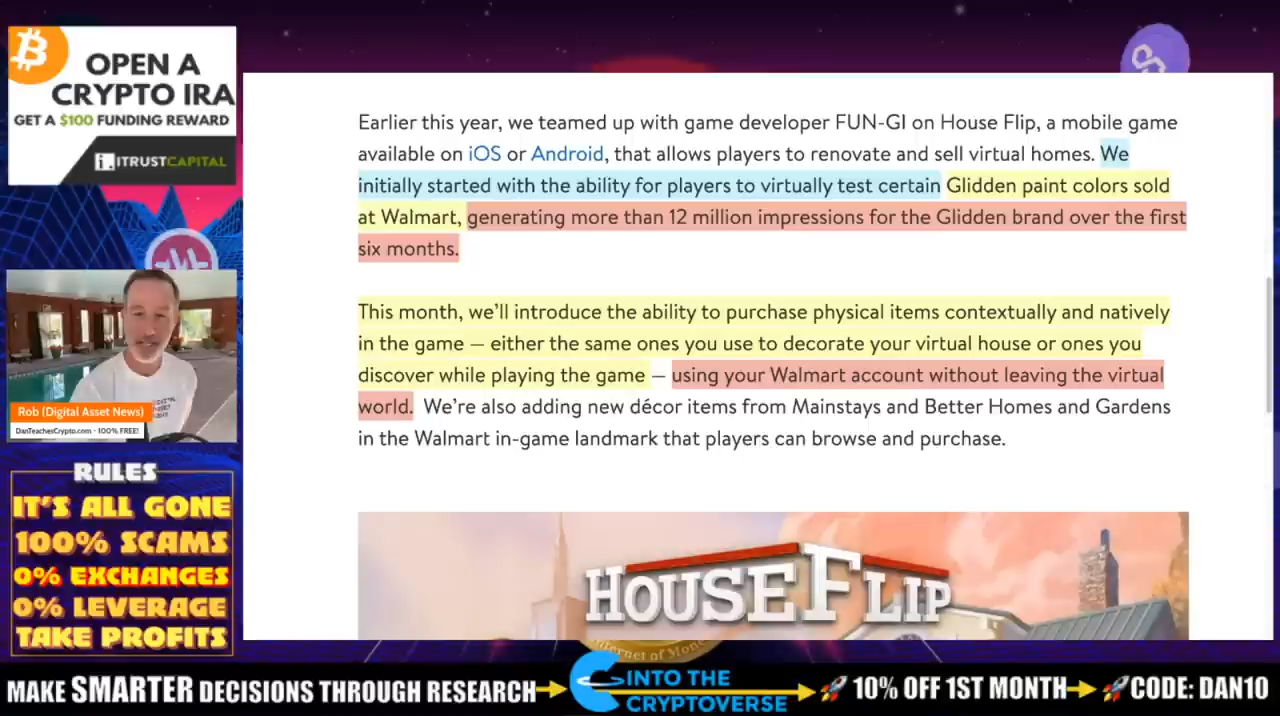 OPEN A
CRYPTO IRA
GET A $100 FUNDING REWARD
ITRUSTCAPITAL
Rob (Digital Asset News)
DanTeachesCrypto.com - 100% FREE!
RULES
IT'S ALL GONE
100% SCAMS
0% EXCHANGES
0% LEVERAGE
TAKE PROFITS
Earlier this year, we teamed up with game developer FUN-GI on House Flip, a mobile game
available on iOS or Android, that allows players to renovate and sell virtual homes. We
initially started with the ability for players to virtually test certain Glidden paint colors sold
at Walmart, generating more than 12 million impressions for the Glidden brand over the first
six months.
This month, we'll introduce the ability to purchase physical items contextually and natively
in the game — either the same ones you use to decorate your virtual house or ones you
discover while playing the game — using your Walmart account without leaving the virtual
world. We're also adding new décor items from Mainstays and Better Homes and Gardens
in the Walmart in-game landmark that players can browse and purchase.
HOUSE FLIP
MAKE SMARTER DECISIONS THROUGH RESEARCH
INTO THE
CRYPTOVERSE
10% OFF 1ST MONTH
CODE: DAN10